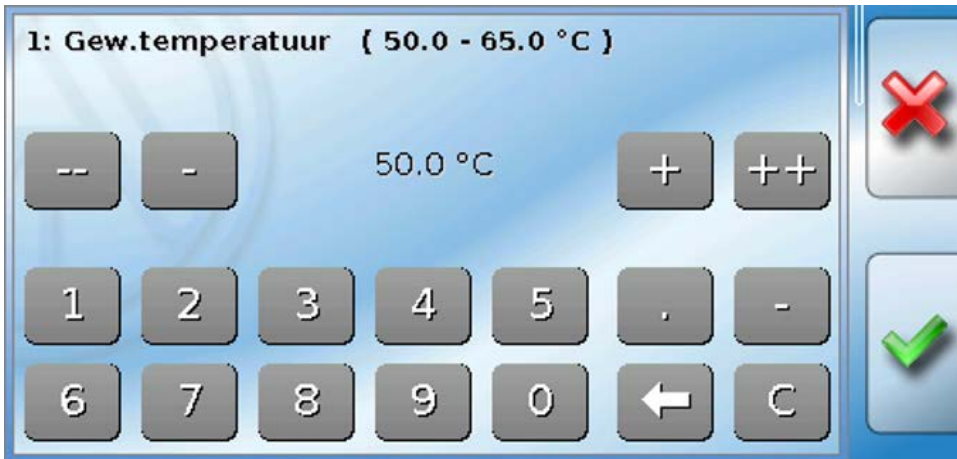 1: Gew.temperatuur ( 50.0 - 65.0 °C )
-- - 50.0 °C + ++
1 2 3 4 5 . -
6 7 8 9 0 C